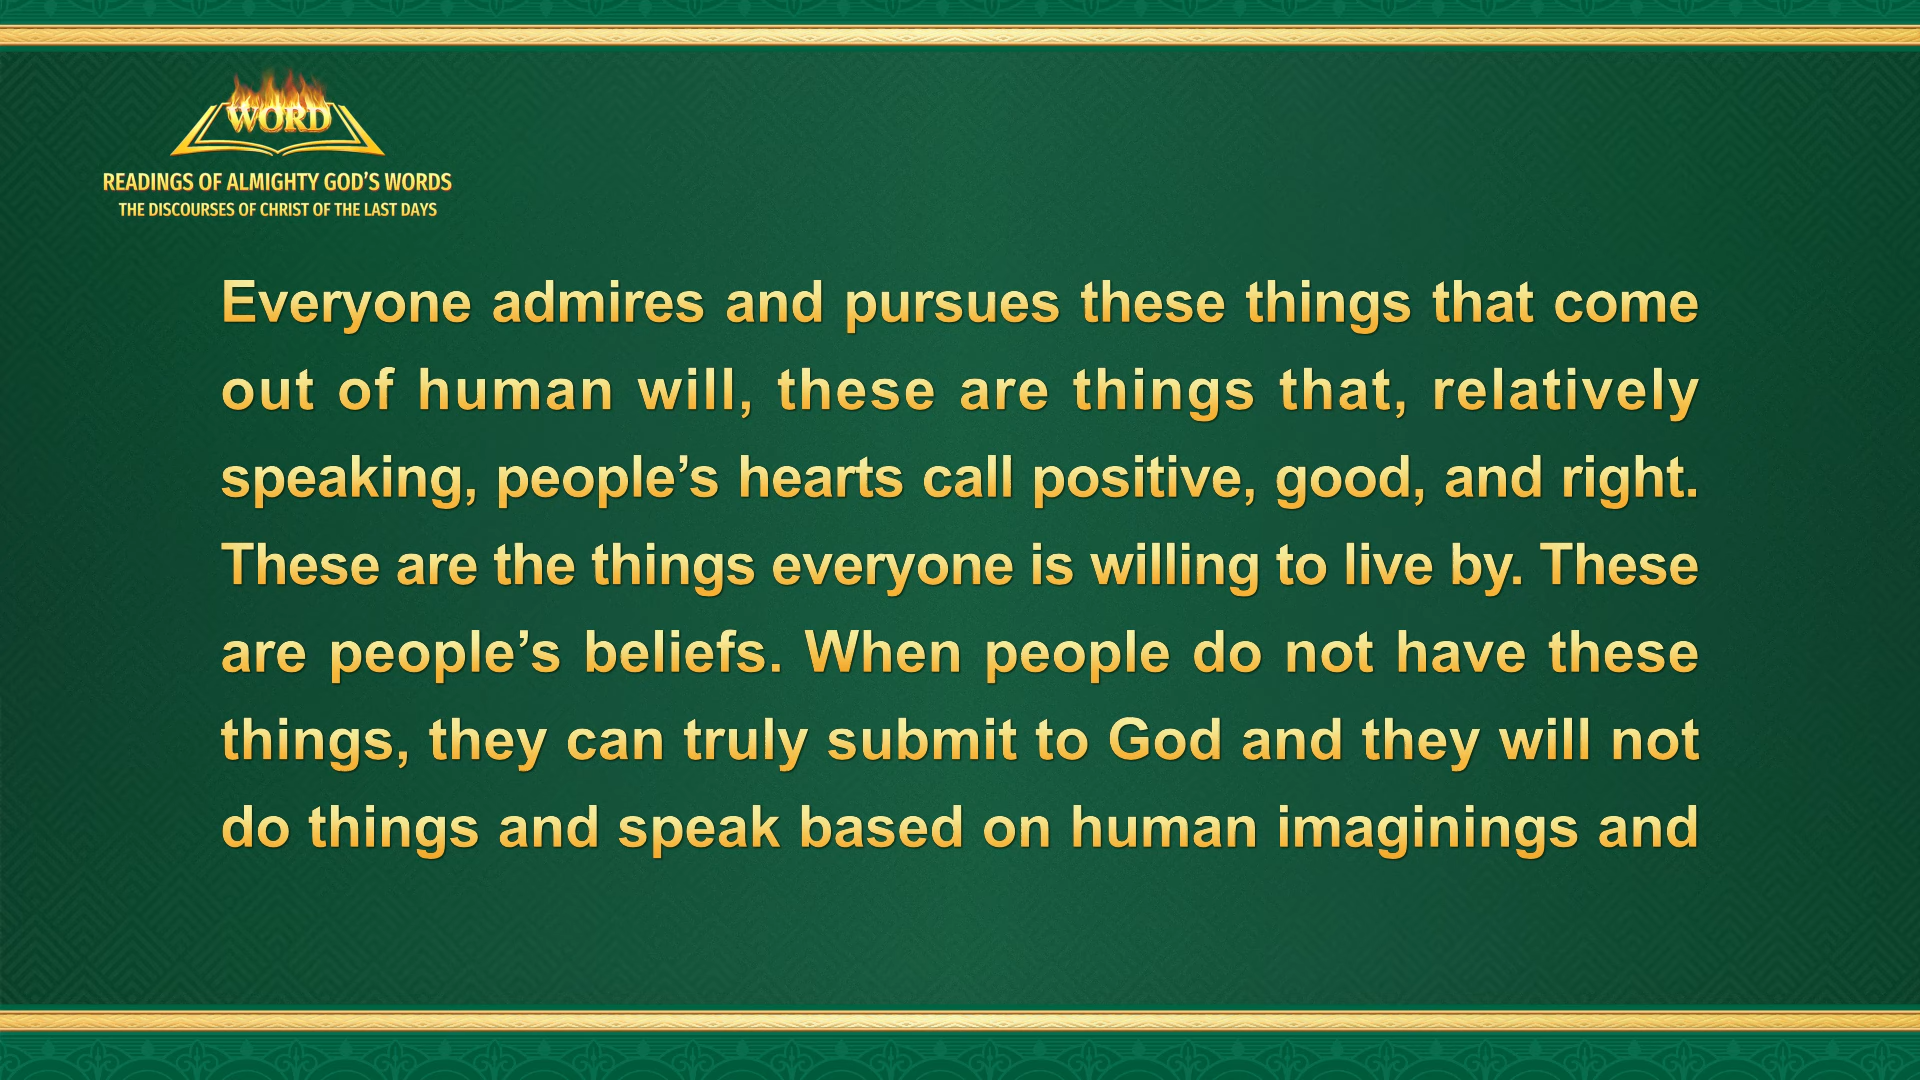 WORD
READINGS OF ALMIGHTY GOD’S WORDS
THE DISCOURSES OF CHRIST OF THE LAST DAYS
Everyone admires and pursues these things that come
out of human will, these are things that, relatively
speaking, people’s hearts call positive, good, and right.
These are the things everyone is willing to live by. These
are people’s beliefs. When people do not have these
things, they can truly submit to God and they will not
do things and speak based on human imaginings and